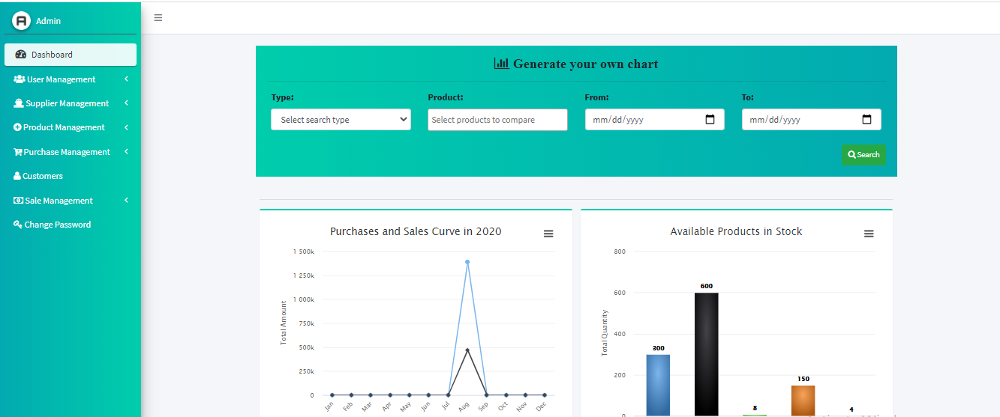 Admin
Dashboard
User Management
Supplier Management
Product Management
Purchase Management
Customers
Sale Management
Change Password
Generate your own chart
Type: Product: From: To:
Select search type Select products to compare mm/dd/yyyy mm/dd/yyyy
Search
Purchases and Sales Curve in 2020
Total Amount
1 500k
1 250k
1 000k
750k
500k
250k
0
Jan Feb Mar Apr May Jun Jul Aug Sep Oct Nov Dec
Available Products in Stock
Total Quantity
800
600
400
200
0
300
600
8
150
4